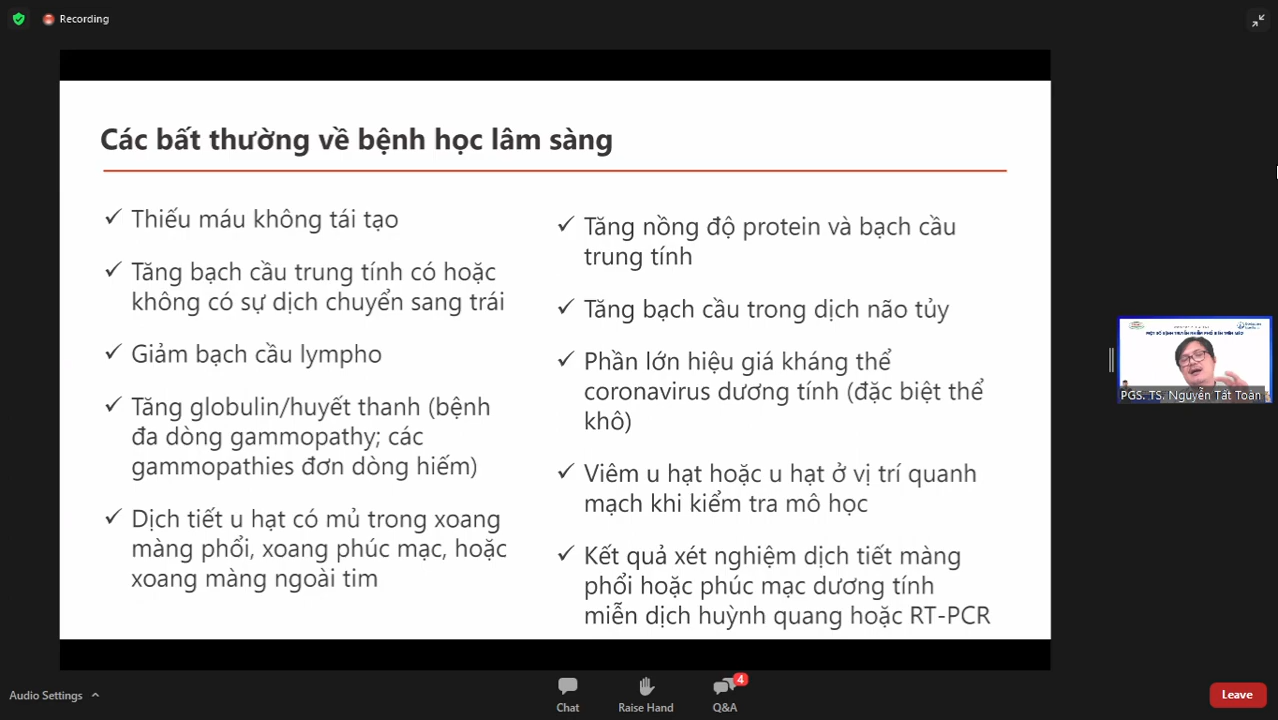 Recording
Các bất thường về bệnh học lâm sàng
Thiếu máu không tái tạo
Tăng bạch cầu trung tính có hoặc
không có sự dịch chuyển sang trái
Giảm bạch cầu lympho
Tăng globulin/huyết thanh (bệnh
đa dòng gammopathy; các
gammopathies đơn dòng hiếm)
Dịch tiết u hạt có mủ trong xoang
màng phổi, xoang phúc mạc, hoặc
xoang màng ngoài tim
Tăng nồng độ protein và bạch cầu
trung tính
Tăng bạch cầu trong dịch não tủy
Phần lớn hiệu giá kháng thể
coronavirus dương tính (đặc biệt thể
khô)
Viêm u hạt hoặc u hạt ở vị trí quanh
mạch khi kiểm tra mô học
Kết quả xét nghiệm dịch tiết màng
phổi hoặc phúc mạc dương tính
miễn dịch huỳnh quang hoặc RT-PCR
PGS. TS. Nguyễn Tất Toàn
Audio Settings
Chat
Raise Hand
4
Q&A
Leave